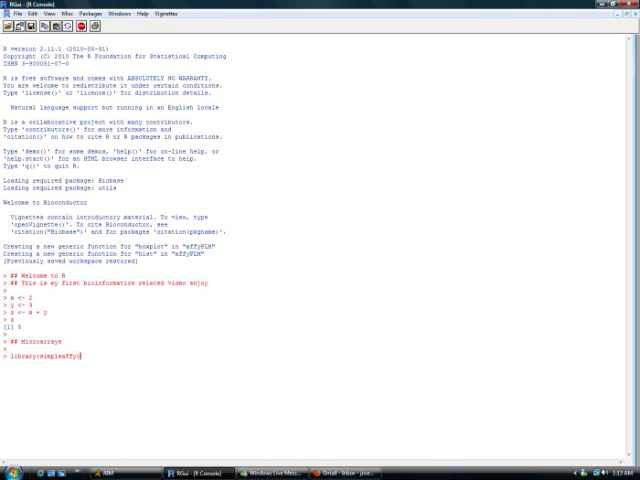 RGui - [R Console]
File Edit View Misc Packages Windows Help Vignettes
R version 2.11.1 (2010-05-31)
Copyright (C) 2010 The R Foundation for Statistical Computing
ISBN 3-900051-07-0
R is free software and comes with ABSOLUTELY NO WARRANTY.
You are welcome to redistribute it under certain conditions.
Type 'license()' or 'licence()' for distribution details.
Natural language support but running in an English locale
R is a collaborative project with many contributors.
Type 'contributors()' for more information and
'citation()' on how to cite R or R packages in publications.
Type 'demo()' for some demos, 'help()' for on-line help, or
'help.start()' for an HTML browser interface to help.
Type 'q()' to quit R.
Loading required package: Biobase
Loading required package: utils
Welcome to Bioconductor
Vignettes contain introductory material. To view, type
'openVignette()'. To cite Bioconductor, see
'citation("Biobase")' and for packages 'citation(pkgname)'.
Creating a new generic function for "boxplot" in "affyPLM"
Creating a new generic function for "hist" in "affyPLM"
[Previously saved workspace restored]
> ## Welcome to R
> ## This is my first bioinformatics related video enjoy
>
> x <- 2
> y <- 3
> z <- x + y
> z
[1] 5
>
> ## Microarrays
>
> library(simpleaffy)
AIM
RGui - [R Console]
Windows Live Mes...
Gmail - Inbox - jose...
1:13 AM